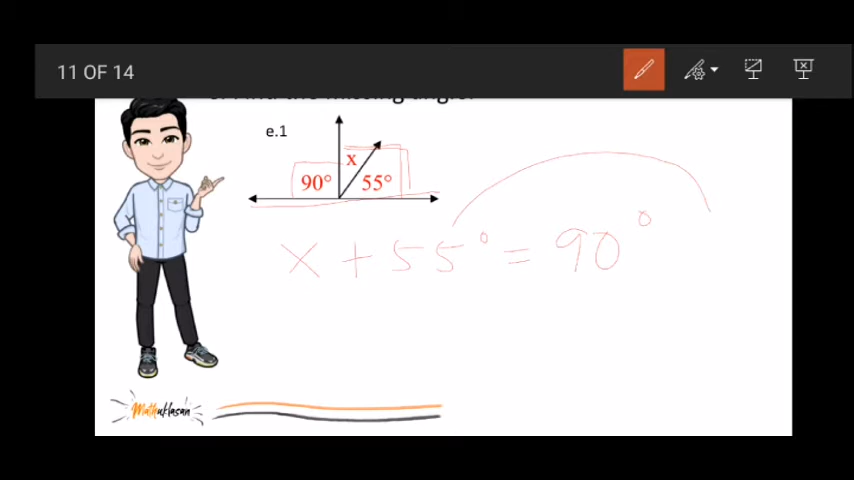 11 OF 14
e.1
x
90° 55°
x + 55° = 90°
Mathuklasan